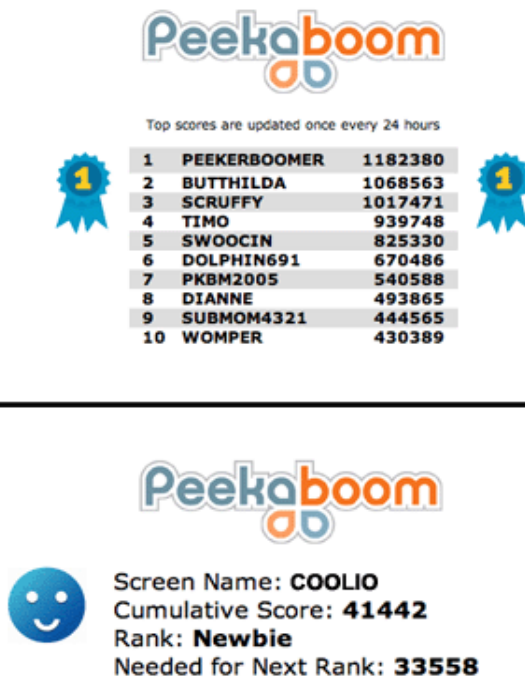 Peekaboom
Top scores are updated once every 24 hours
1 1 PEEKERBOOMER 1182380 1
2 BUTTHILDA 1068563
3 SCRUFFY 1017471
4 TIMO 939748
5 SWOOCIN 825330
6 DOLPHIN691 670486
7 PKBM2005 540588
8 DIANNE 493865
9 SUBMOM4321 444565
10 WOMPER 430389
Peekaboom
Screen Name: COOLIO
Cumulative Score: 41442
Rank: Newbie
Needed for Next Rank: 33558